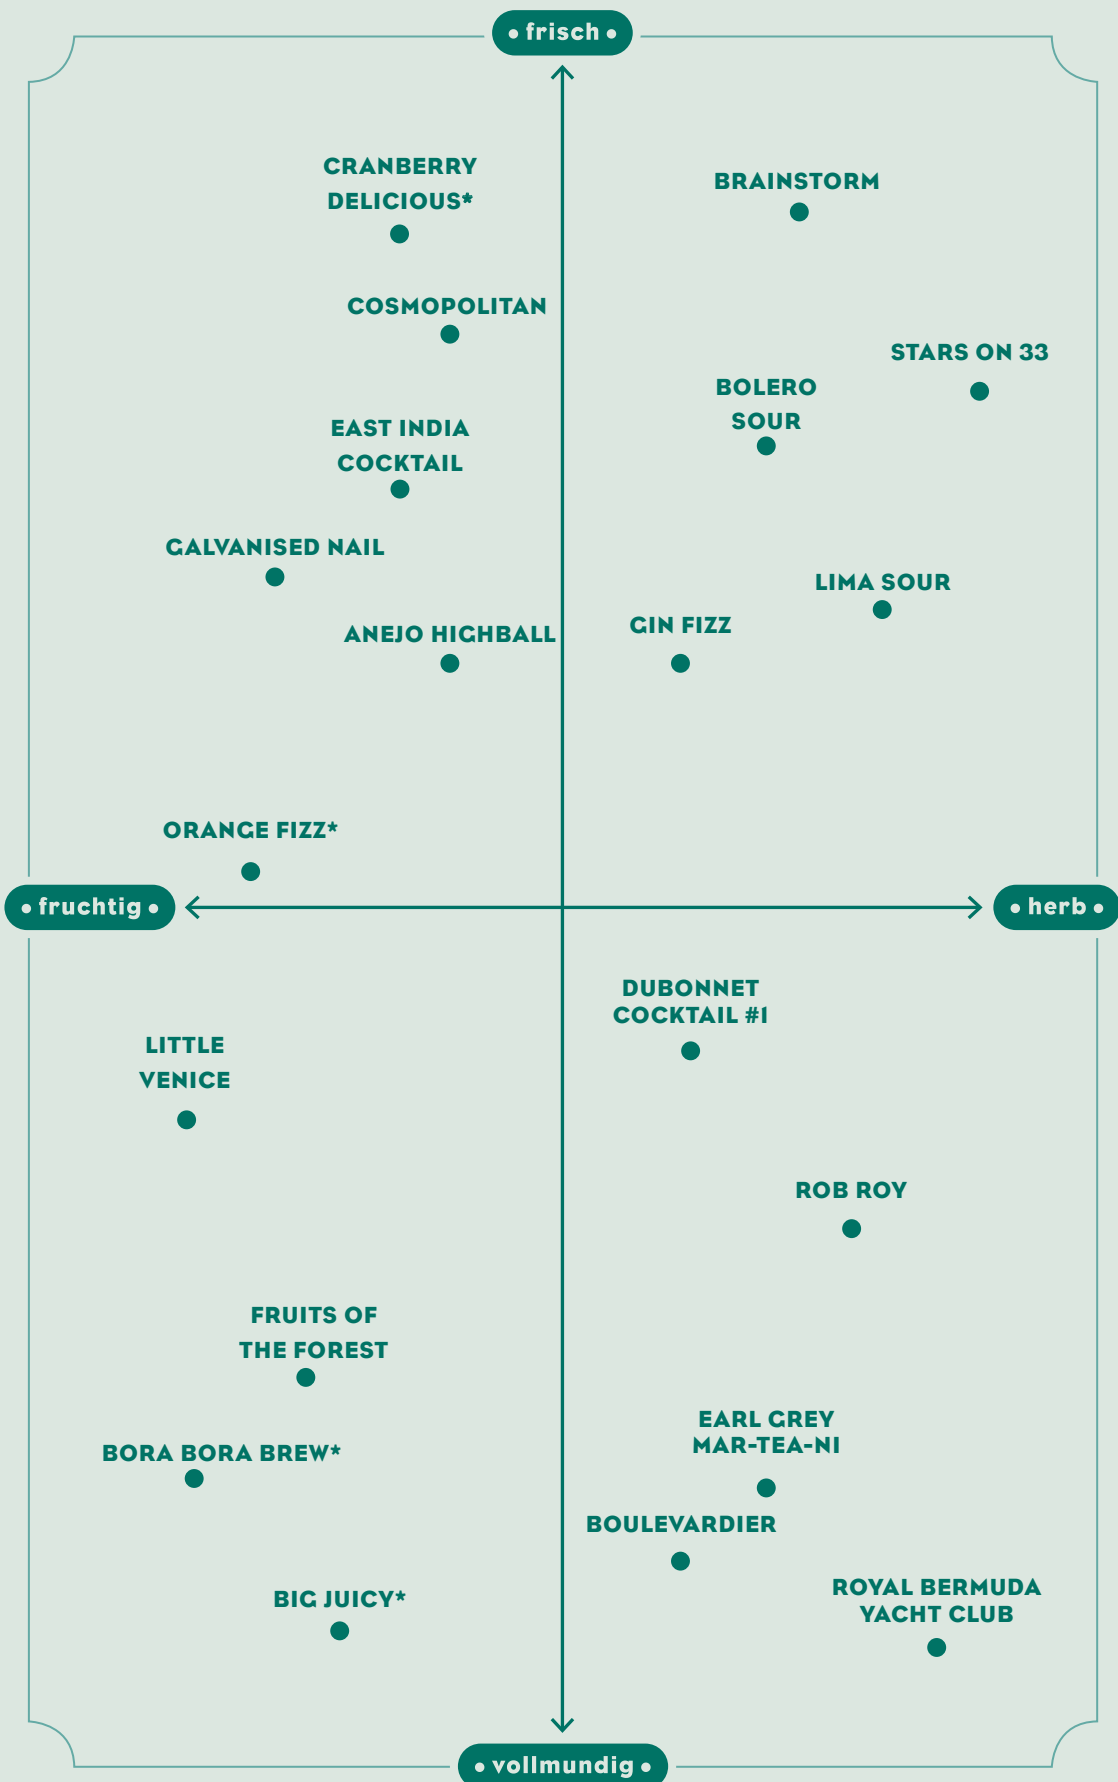 • frisch •
CRANBERRY
DELICIOUS*
BRAINSTORM
COSMOPOLITAN
STARS ON 33
BOLERO
SOUR
EAST INDIA
COCKTAIL
GALVANISED NAIL
LIMA SOUR
ANEJO HIGHBALL
GIN FIZZ
ORANGE FIZZ*
• fruchtig •
• herb •
DUBONNET
COCKTAIL #1
LITTLE
VENICE
ROB ROY
FRUITS OF
THE FOREST
EARL GREY
MAR-TEA-NI
BORA BORA BREW*
BOULEVARDIER
BIG JUICY*
ROYAL BERMUDA
YACHT CLUB
• vollmundig •